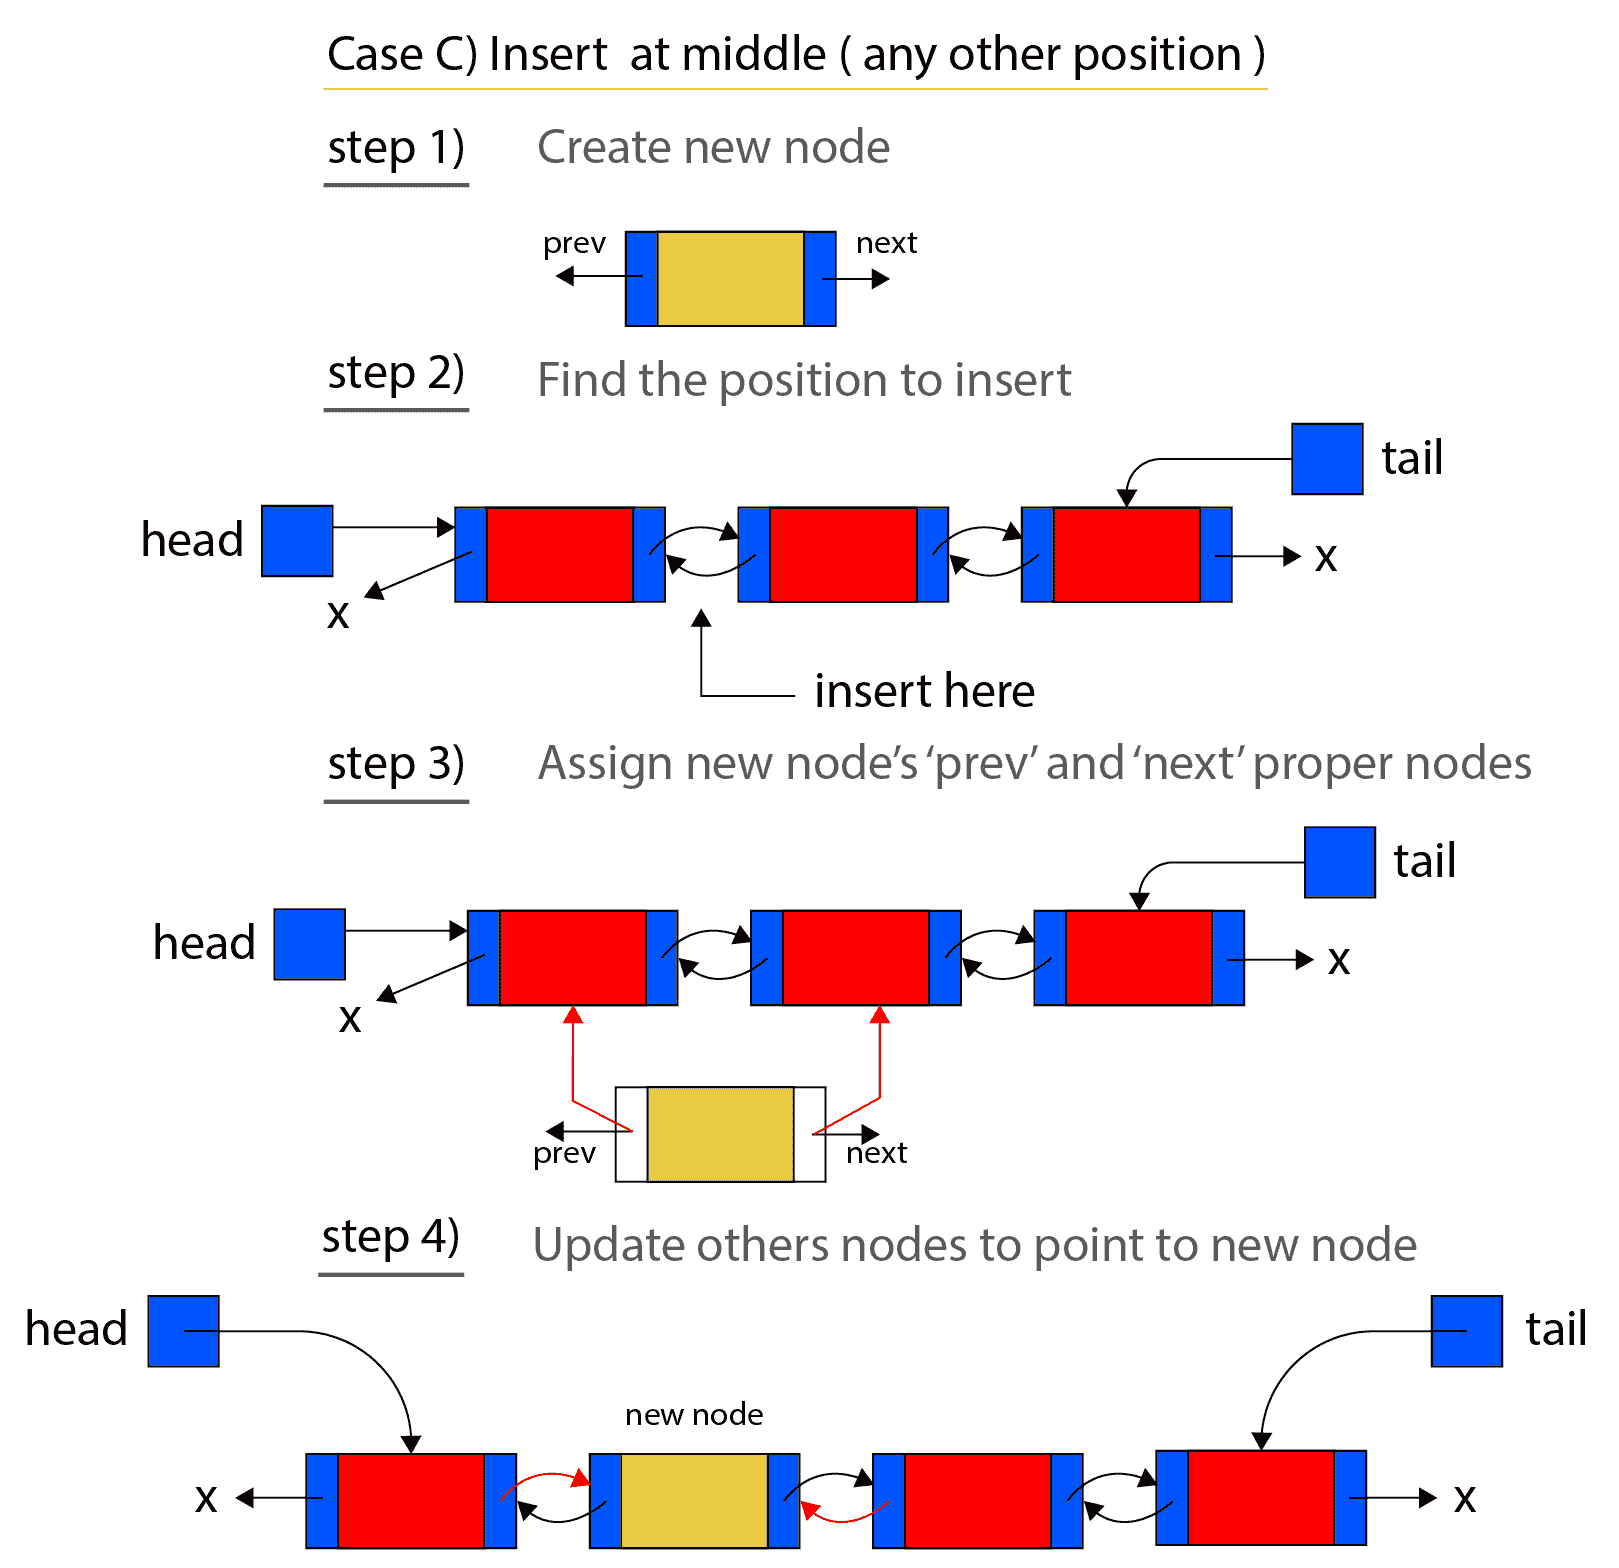 Case C) Insert at middle ( any other position )
step 1) Create new node
prev next
step 2) Find the position to insert
tail
head
x
x
insert here
step 3) Assign new node’s ‘prev’ and ‘next’ proper nodes
tail
head
x
x
prev next
step 4) Update others nodes to point to new node
head tail
new node
x x